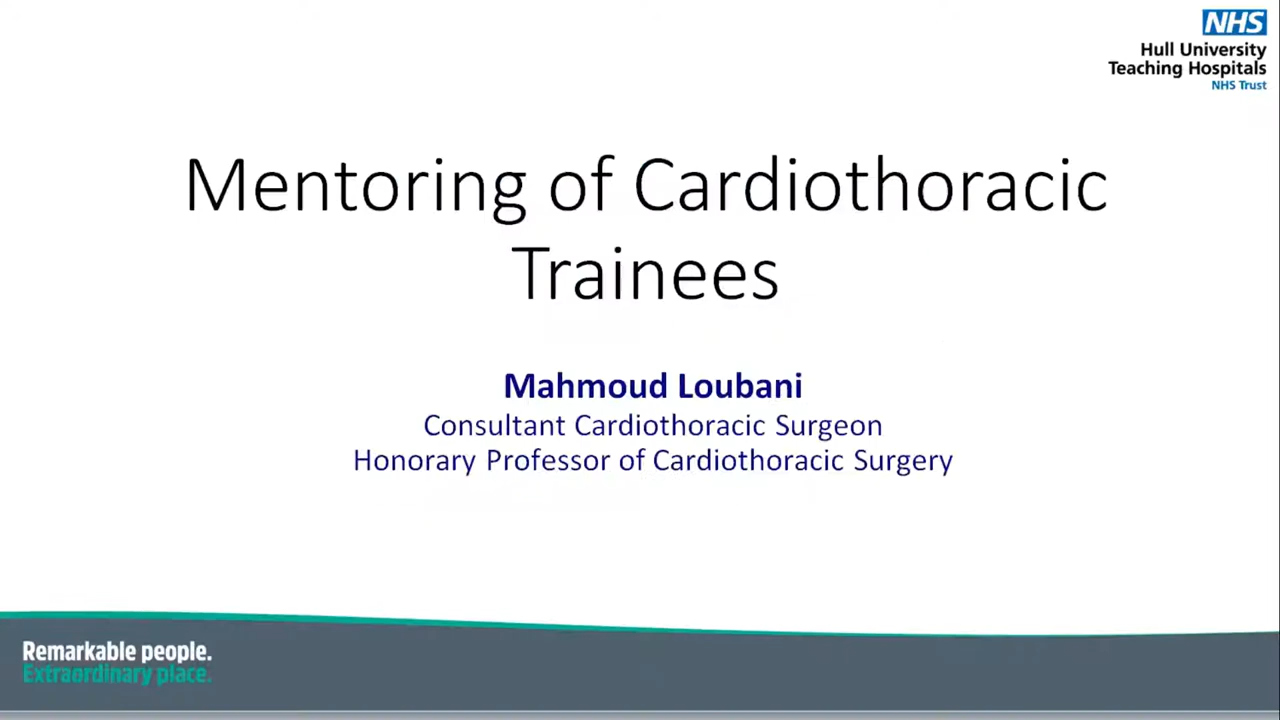 NHS
Hull University
Teaching Hospitals
NHS Trust
Mentoring of Cardiothoracic
Trainees
Mahmoud Loubani
Consultant Cardiothoracic Surgeon
Honorary Professor of Cardiothoracic Surgery
Remarkable people.
Extraordinary place.